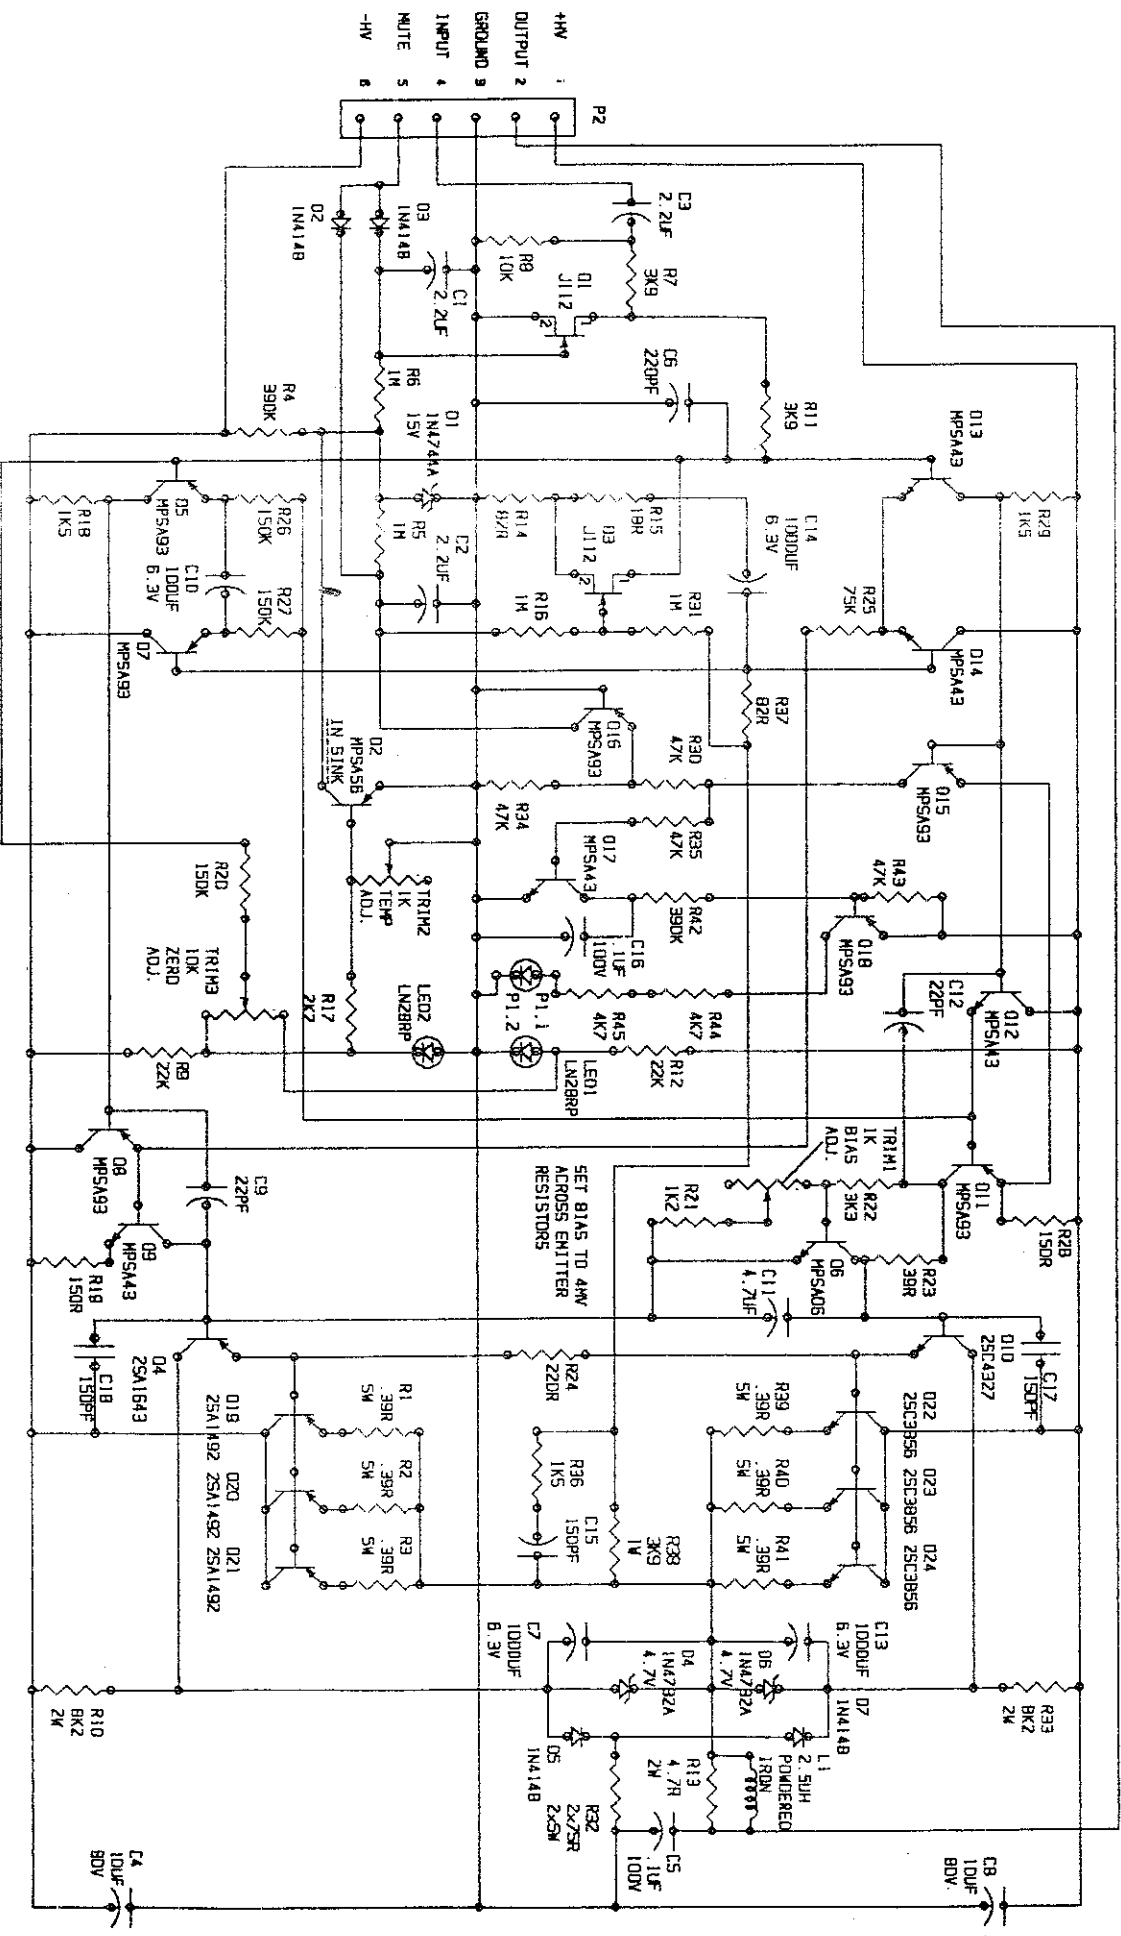 +HV 1
OUTPUT 2
GROUND 3
INPUT 4
MUTE 5
-HV 6
P2
C3
2.2UF
R8
10K
R7
3K9
Q1
J112
1
2
D3
1N4148
D2
1N4148
C1
2.2UF
C6
220PF
R6
1M
R4
390K
R11
3K9
D1
1N4744A
15V
Q13
MPSA43
R29
1K5
R25
75K
Q14
MPSA43
C14
1000UF
6.3V
R15
18R
R14
82R
Q3
J112
1
2
R5
1M
C2
2.2UF
R16
1M
R31
1M
R37
82R
R26
150K
R27
150K
C10
100UF
6.3V
Q5
MPSA93
Q7
MPSA93
R18
1K5
Q16
MPSA93
R30
47K
R34
47K
R35
47K
Q15
MPSA93
Q2
MPSA56
IN_SINK
Q17
MPSA43
R43
47K
Q18
MPSA93
R42
390K
C16
.1UF
100V
TRIM2
1K
TEMP
ADJ.
R20
150K
TRIM3
10K
ZERO
ADJ.
R17
2K7
LED2
LN28RP
P1.1
P1.2
R45
4K7
R44
4K7
LED1
LN28RP
R12
22K
R9
22K
C12
22PF
Q12
MPSA43
Q11
MPSA93
R28
150R
TRIM1
1K
BIAS
ADJ.
R22
3K3
R21
1K2
R23
39R
Q6
MPSA06
C11
4.7UF
SET BIAS TO 4MV
ACROSS EMITTER
RESISTORS
Q8
MPSA93
C9
22PF
Q9
MPSA43
R19
150R
Q10
2SC4327
C17
150PF
Q4
2SA1643
C18
150PF
R24
220R
Q22
2SC3856
Q23
2SC3856
Q24
2SC3856
R39
.39R
5W
R40
.39R
5W
R41
.39R
5W
R1
.39R
5W
R2
.39R
5W
R3
.39R
5W
Q19
2SA1492
Q20
2SA1492
Q21
2SA1492
R36
1K5
C15
150PF
R38
3K9
1W
C13
1000UF
6.3V
C7
1000UF
6.3V
D6
1N4732A
4.7V
D4
1N4732A
4.7V
D7
1N4148
D5
1N4148
R33
8K2
2W
R10
8K2
2W
L1
2.5UH
POWDERED
IRON
R13
4.7R
2W
R32
2x75R
2x5W
C5
.1UF
100V
C8
10UF
80V.
C4
10UF
80V